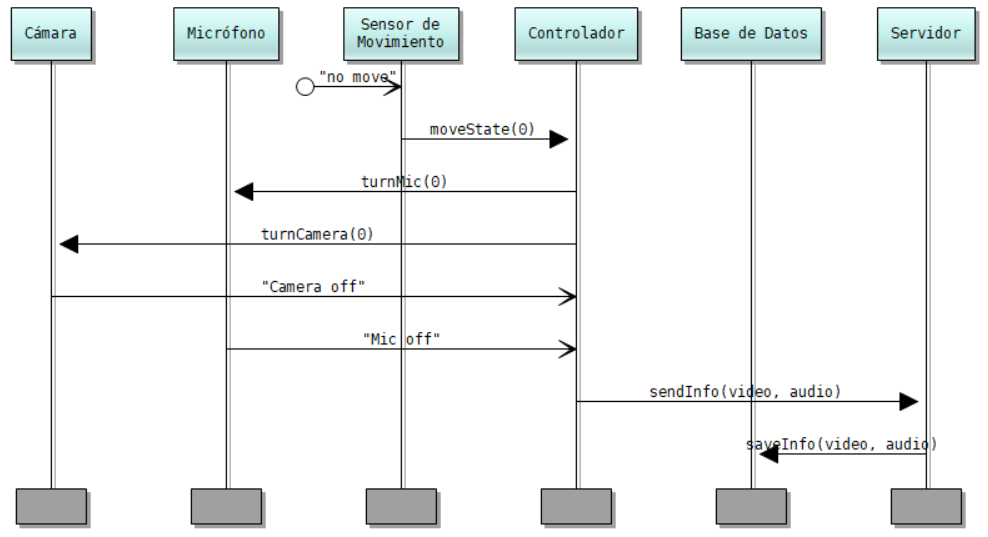 Cámara
Micrófono
Sensor de
Movimiento
Controlador
Base de Datos
Servidor
"no move"
moveState(0)
turnMic(0)
turnCamera(0)
"Camera off"
"Mic off"
sendInfo(video, audio)
saveInfo(video, audio)